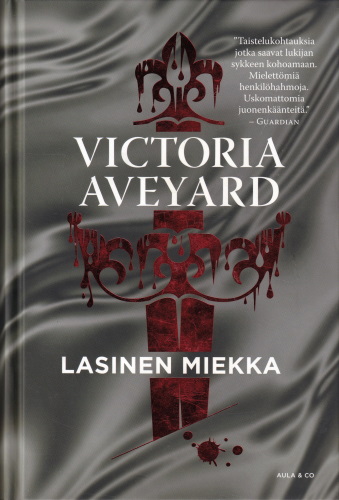 "Taistelukohtauksia
jotka saavat lukijan
sykkeen kohoamaan.
Mielettömiä
henkilöhahmoja.
Uskomattomia
juonenkäänteitä."
– Guardian
VICTORIA
AVEYARD
LASINEN MIEKKA
AULA & CO